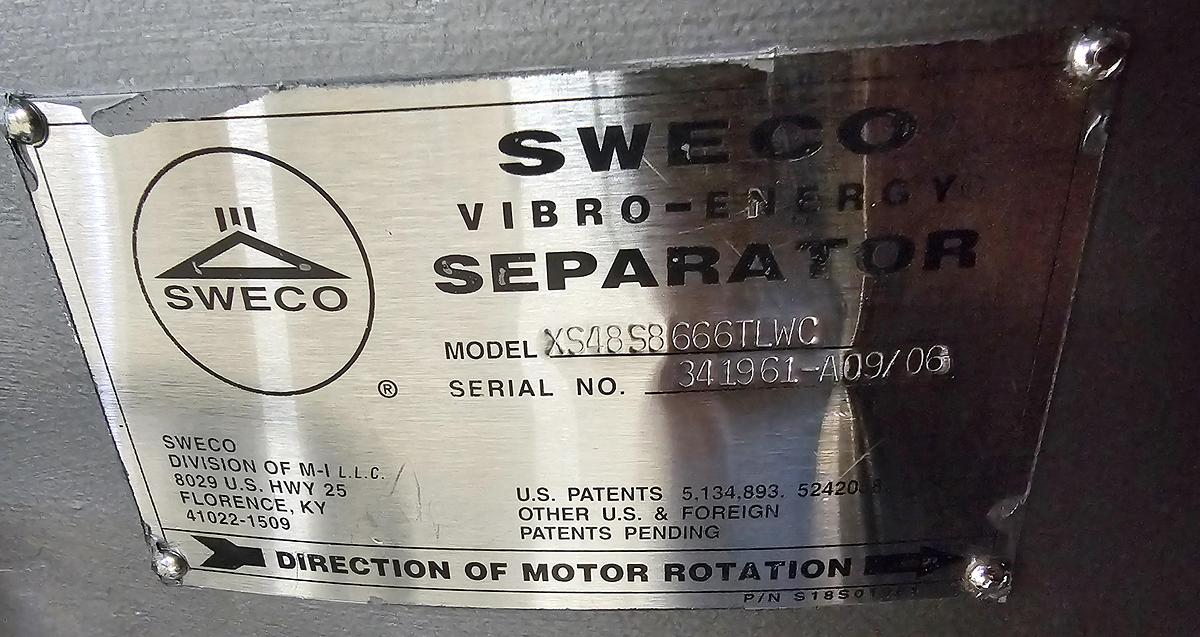 SWECO
VIBRO-ENERGY®
SEPARATOR
SWECO
®
MODEL XS48S8666TLWC
SERIAL NO. 341961-A09/06
SWECO
DIVISION OF M-I L.L.C.
8029 U.S. HWY 25
FLORENCE, KY
41022-1509
U.S. PATENTS 5,134,893.
OTHER U.S. & FOREIGN
PATENTS PENDING
DIRECTION OF MOTOR ROTATION
P/N